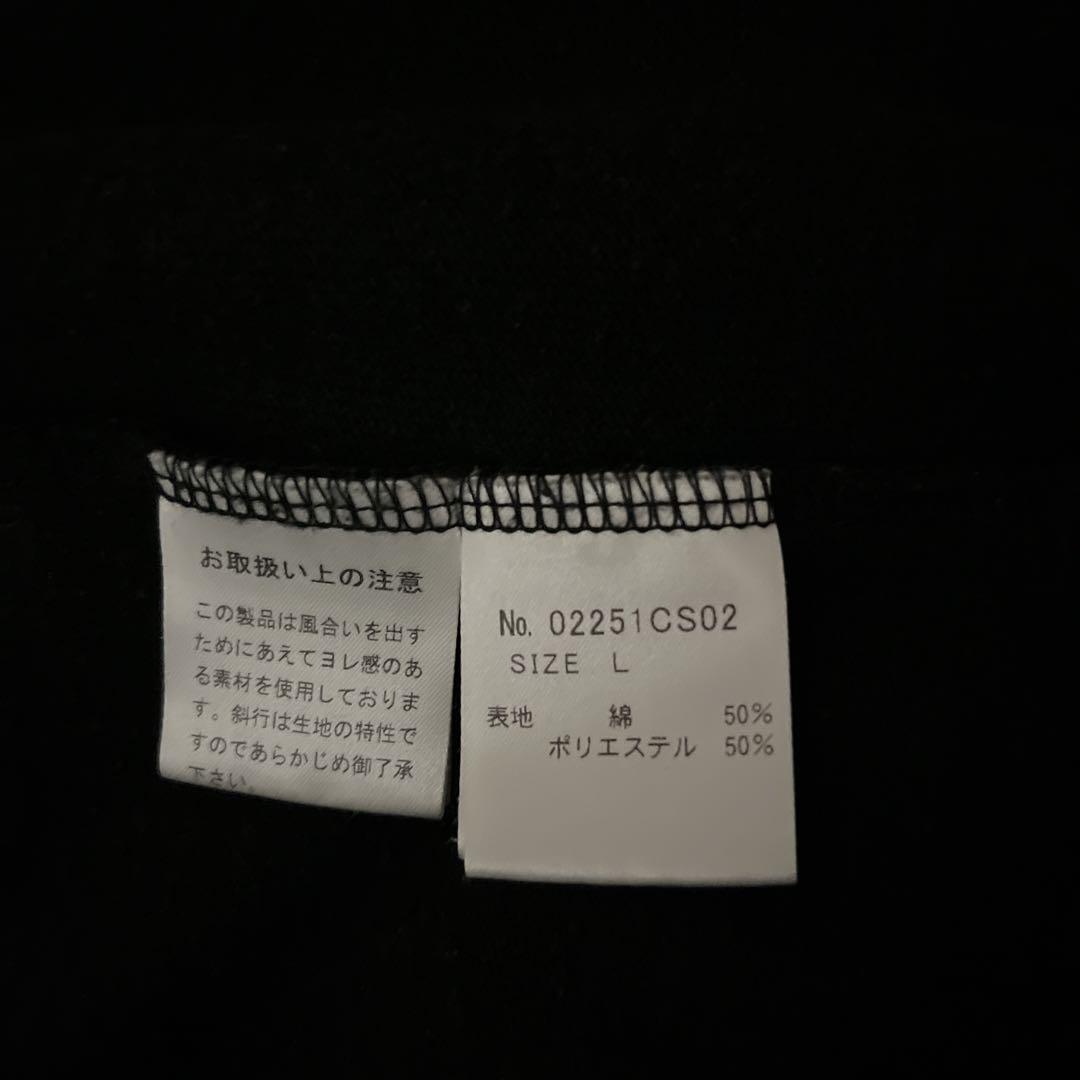 お取扱い上の注意
この製品は風合いを出す
ためにあえてヨレ感のあ
る素材を使用しておりま
す。斜行は生地の特性で
すのであらかじめ御了承
下さい。
No. 02251CS02
SIZE L
表地 綿 50%
ポリエステル 50%